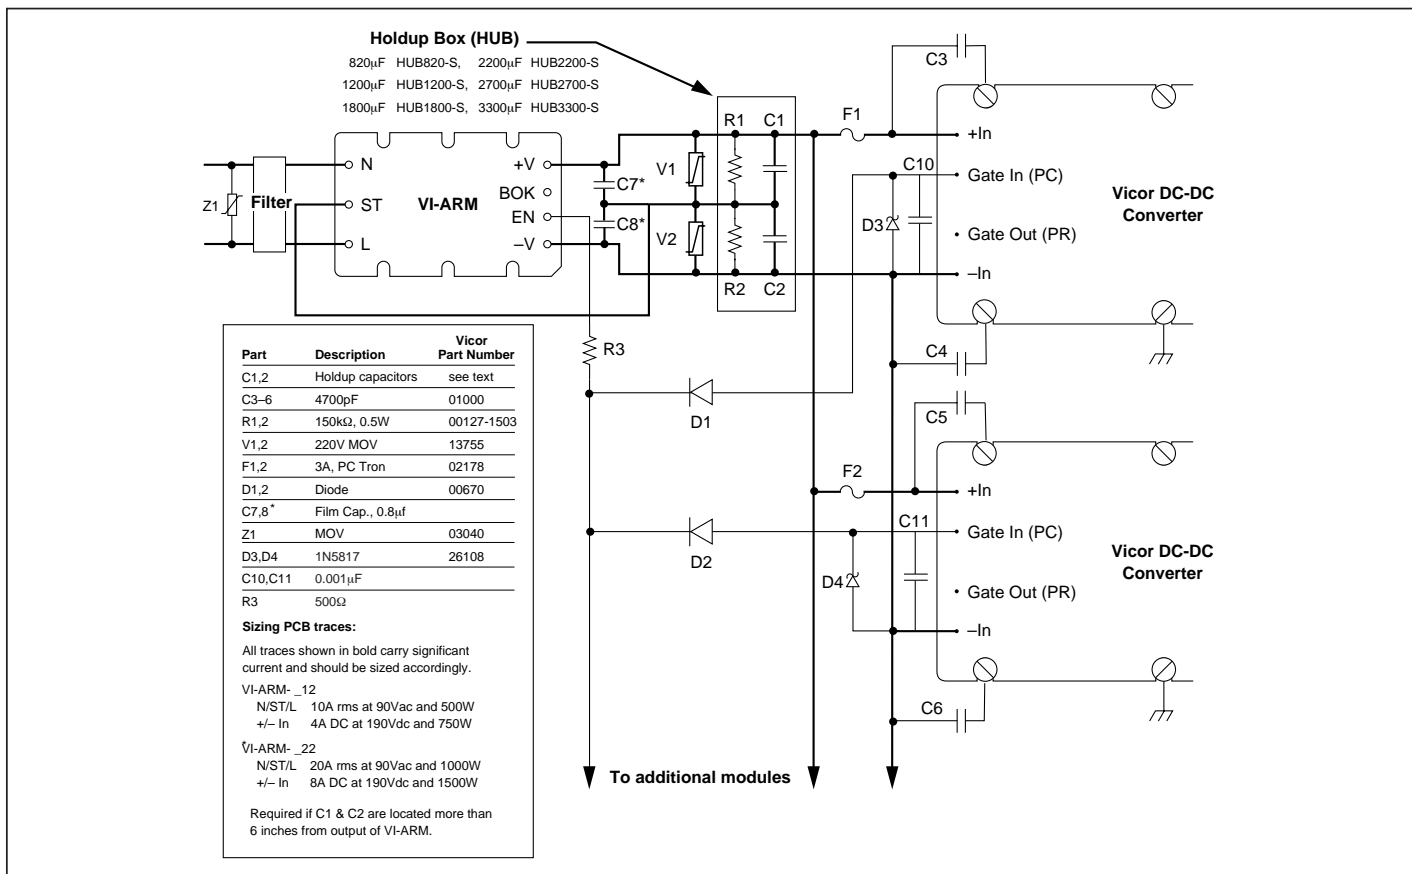 Holdup Box (HUB)
820µF HUB820-S, 2200µF HUB2200-S
1200µF HUB1200-S, 2700µF HUB2700-S
1800µF HUB1800-S, 3300µF HUB3300-S
N
ST
L
VI-ARM
+V
BOK
EN
–V
Z1
Filter
C7*
C8*
V1
V2
R1
C1
R2
C2
F1
C3
+In
C10
Gate In (PC)
D3
Gate Out (PR)
–In
Vicor DC-DC
Converter
C4
R3
D1
C5
F2
+In
C11
Gate In (PC)
D2
D4
Gate Out (PR)
–In
Vicor DC-DC
Converter
C6
To additional modules
Part Description Vicor Part Number
C1,2 Holdup capacitors see text
C3–6 4700pF 01000
R1,2 150kΩ, 0.5W 00127-1503
V1,2 220V MOV 13755
F1,2 3A, PC Tron 02178
D1,2 Diode 00670
C7,8* Film Cap., 0.8µf
Z1 MOV 03040
D3,D4 1N5817 26108
C10,C11 0.001µF
R3 500Ω
Sizing PCB traces:
All traces shown in bold carry significant
current and should be sized accordingly.
VI-ARM- _12
N/ST/L 10A rms at 90Vac and 500W
+/– In 4A DC at 190Vdc and 750W
*VI-ARM- _22
N/ST/L 20A rms at 90Vac and 1000W
+/– In 8A DC at 190Vdc and 1500W
Required if C1 & C2 are located more than
6 inches from output of VI-ARM.